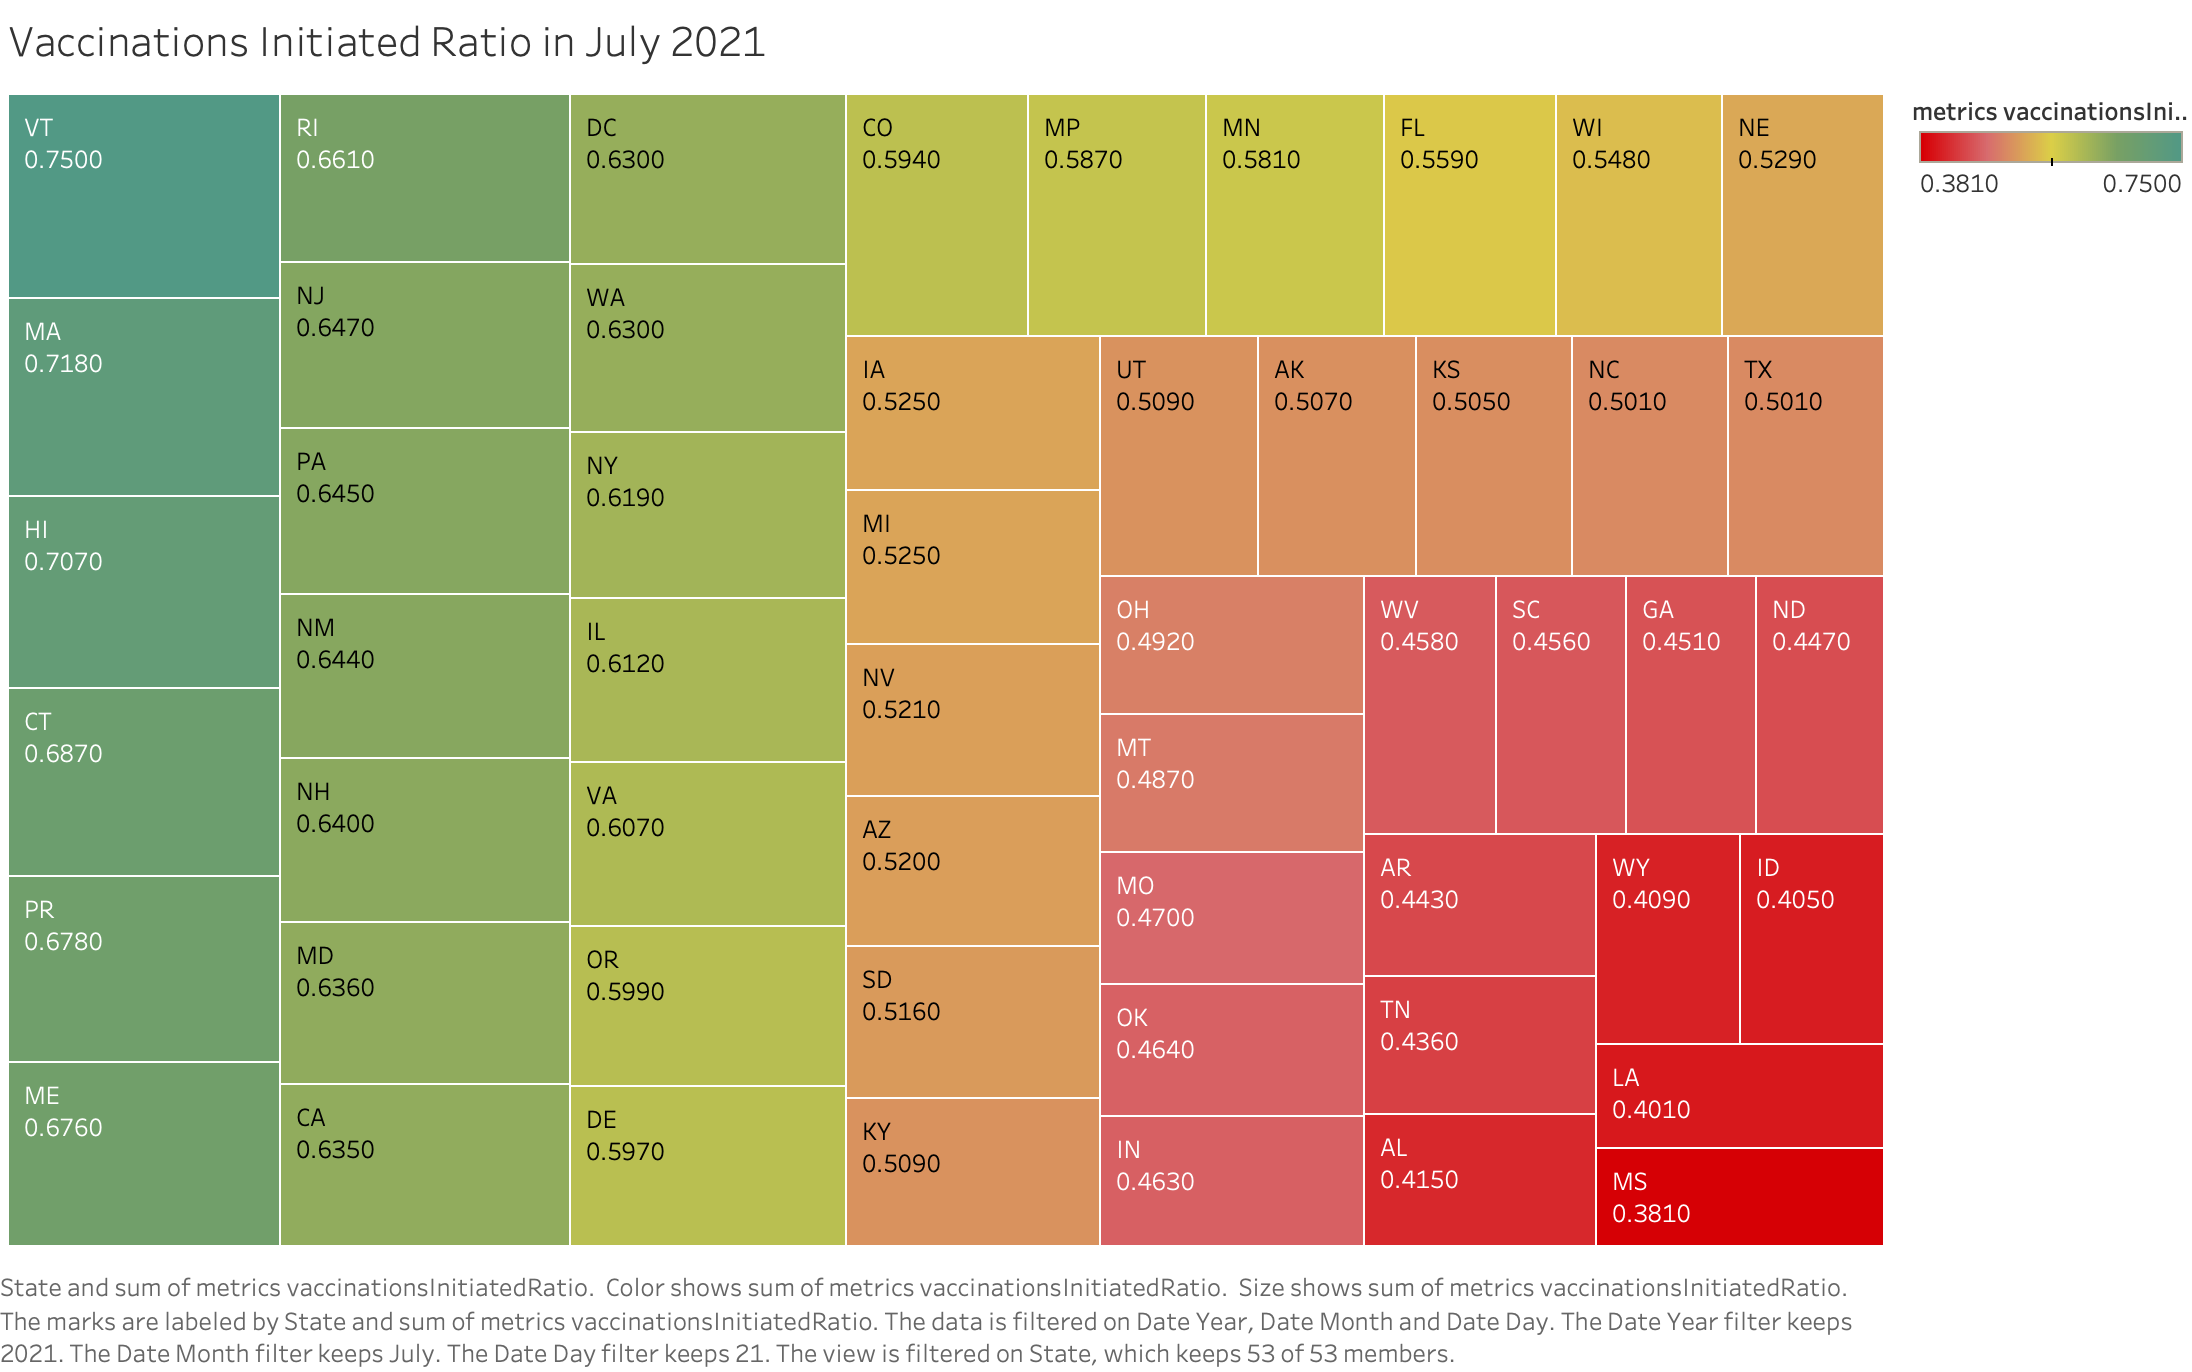 Vaccinations Initiated Ratio in July 2021
VT
0.7500
MA
0.7180
HI
0.7070
CT
0.6870
PR
0.6780
ME
0.6760
RI
0.6610
NJ
0.6470
PA
0.6450
NM
0.6440
NH
0.6400
MD
0.6360
CA
0.6350
DC
0.6300
WA
0.6300
NY
0.6190
IL
0.6120
VA
0.6070
OR
0.5990
DE
0.5970
CO
0.5940
MP
0.5870
MN
0.5810
FL
0.5590
WI
0.5480
NE
0.5290
IA
0.5250
MI
0.5250
NV
0.5210
AZ
0.5200
SD
0.5160
KY
0.5090
UT
0.5090
AK
0.5070
KS
0.5050
NC
0.5010
TX
0.5010
OH
0.4920
MT
0.4870
MO
0.4700
OK
0.4640
IN
0.4630
WV
0.4580
SC
0.4560
GA
0.4510
ND
0.4470
AR
0.4430
TN
0.4360
AL
0.4150
WY
0.4090
ID
0.4050
LA
0.4010
MS
0.3810
metrics vaccinationsIni..
0.3810 0.7500
State and sum of metrics vaccinationsInitiatedRatio.  Color shows sum of metrics vaccinationsInitiatedRatio.  Size shows sum of metrics vaccinationsInitiatedRatio.
The marks are labeled by State and sum of metrics vaccinationsInitiatedRatio. The data is filtered on Date Year, Date Month and Date Day. The Date Year filter keeps
2021. The Date Month filter keeps July. The Date Day filter keeps 21. The view is filtered on State, which keeps 53 of 53 members.